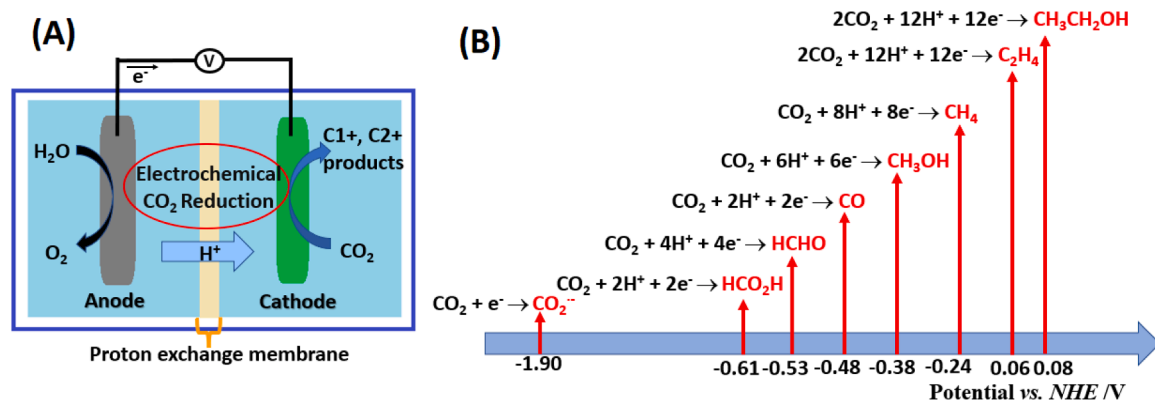 (A)
V
e⁻
H₂O
C1+, C2+
products
Electrochemical
CO₂ Reduction
O₂
H⁺
CO₂
Anode
Cathode
Proton exchange membrane
(B)
2CO₂ + 12H⁺ + 12e⁻ → CH₃CH₂OH
2CO₂ + 12H⁺ + 12e⁻ → C₂H₄
CO₂ + 8H⁺ + 8e⁻ → CH₄
CO₂ + 6H⁺ + 6e⁻ → CH₃OH
CO₂ + 2H⁺ + 2e⁻ → CO
CO₂ + 4H⁺ + 4e⁻ → HCHO
CO₂ + 2H⁺ + 2e⁻ → HCO₂H
CO₂ + e⁻ → CO₂·⁻
-1.90 -0.61 -0.53 -0.48 -0.38 -0.24 0.06 0.08
Potential vs. NHE /V